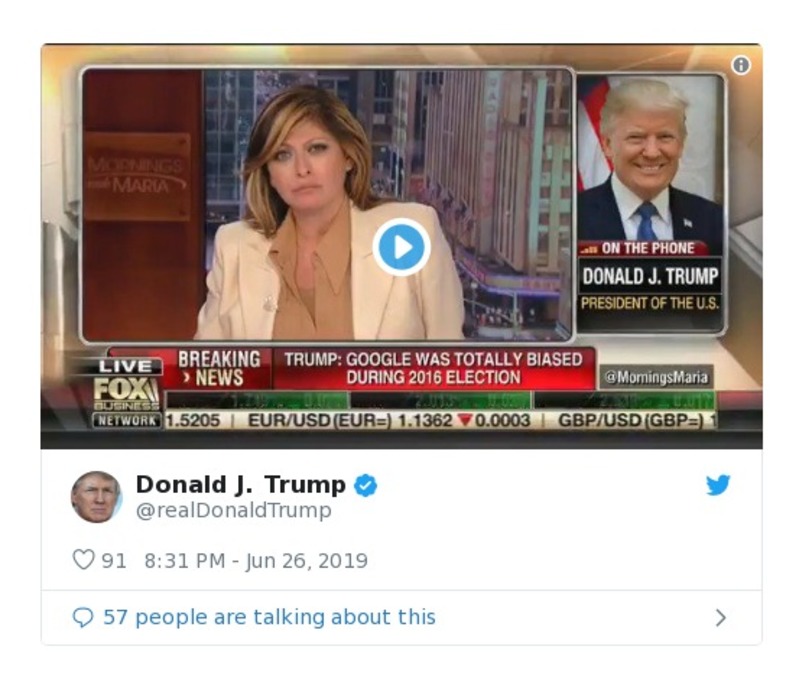 MORNINGS
with MARIA
ON THE PHONE
DONALD J. TRUMP
PRESIDENT OF THE U.S.
LIVE
FOX
BUSINESS
NETWORK
BREAKING
› NEWS
TRUMP: GOOGLE WAS TOTALLY BIASED
DURING 2016 ELECTION
@MorningsMaria
1.5205 | EUR/USD (EUR=) 1.1362 ▼0.0003 | GBP/USD (GBP=) 1
Donald J. Trump
@realDonaldTrump
91 8:31 PM - Jun 26, 2019
57 people are talking about this